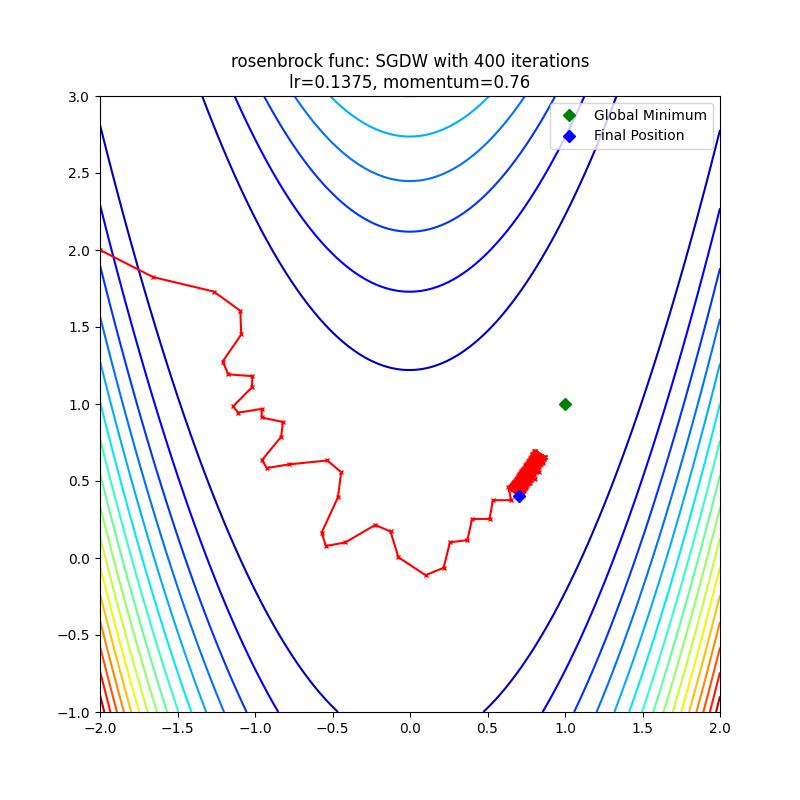 rosenbrock func: SGDW with 400 iterations
lr=0.1375, momentum=0.76
Global Minimum
Final Position
3.0
2.5
2.0
1.5
1.0
0.5
0.0
−0.5
−1.0
−2.0 −1.5 −1.0 −0.5 0.0 0.5 1.0 1.5 2.0